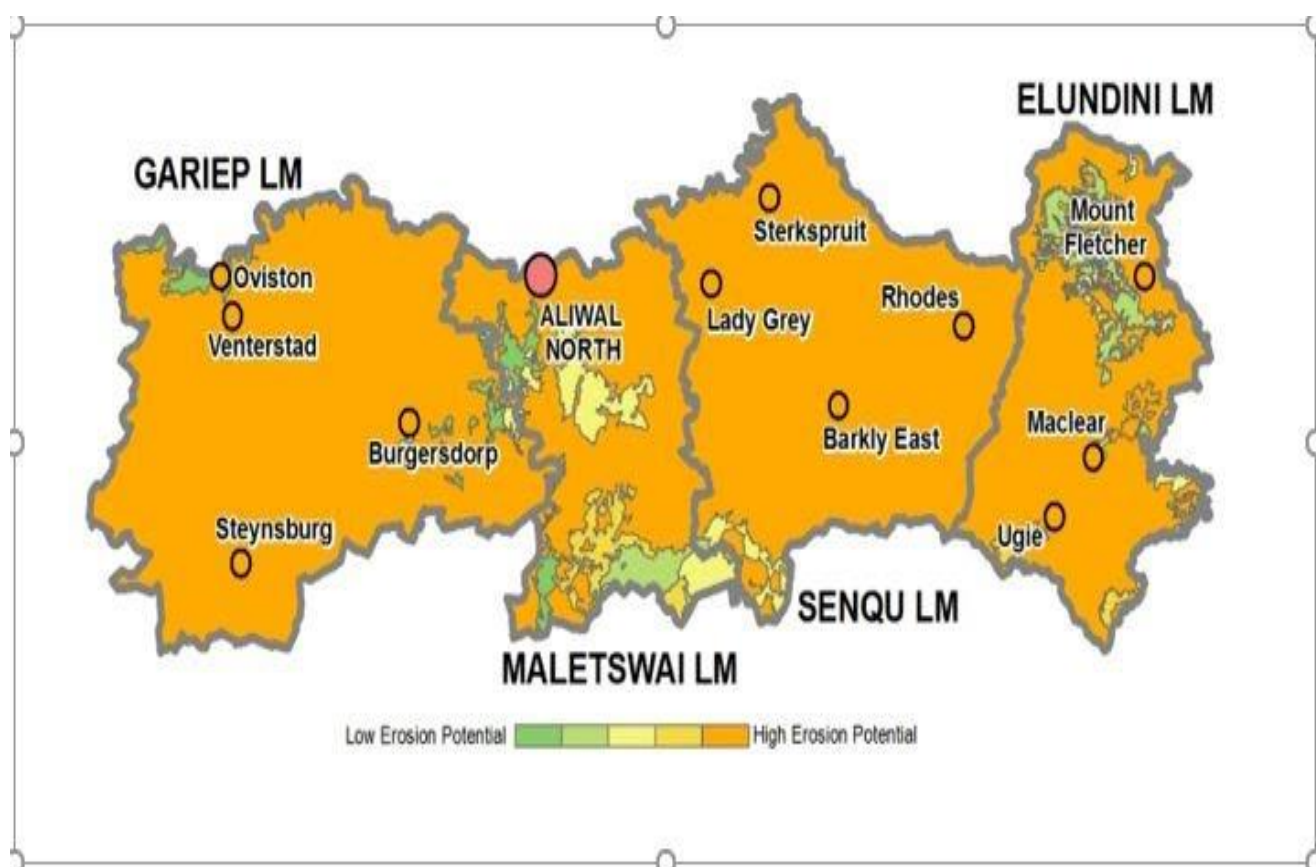 ELUNDINI LM
GARIEP LM
Mount
Fletcher
Sterkspruit
Oviston
Rhodes
Lady Grey
ALIWAL
NORTH
Venterstad
Barkly East
Maclear
Burgersdorp
Steynsburg
Ugie
SENQU LM
MALETSWAI LM
Low Erosion Potential
High Erosion Potential